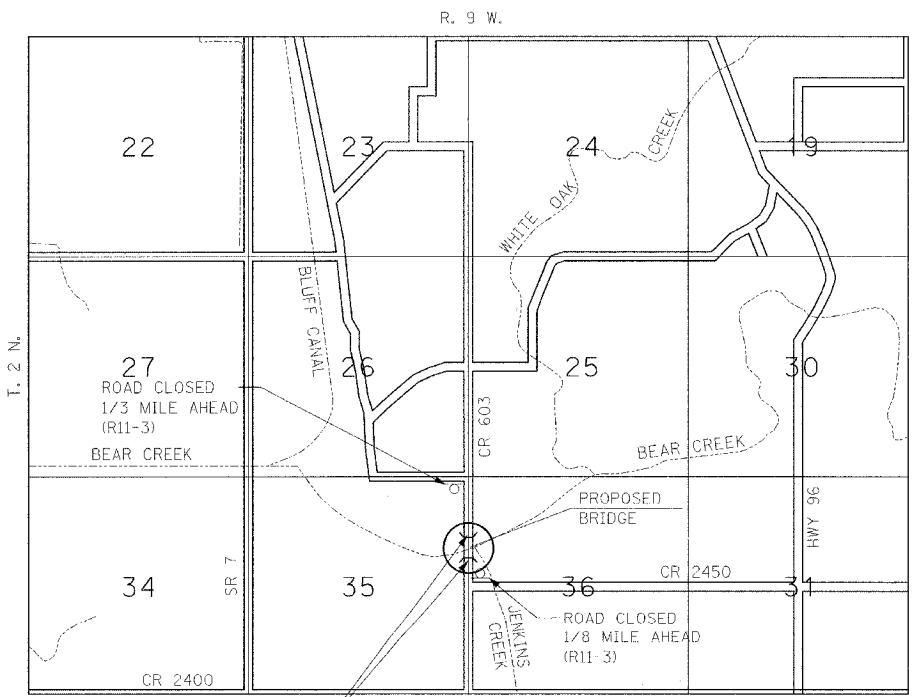 R. 9 W.
22
23
24
19
CREEK
WHITE OAK
BLUFF CANAL
T. 2 N.
27
26
25
30
ROAD CLOSED
1/3 MILE AHEAD
(R11-3)
CR 603
BEAR CREEK
BEAR CREEK
PROPOSED
BRIDGE
HWY 96
SR 7
34
35
36
31
CR 2450
JENKINS
CREEK
ROAD CLOSED
1/8 MILE AHEAD
(R11-3)
CR 2400